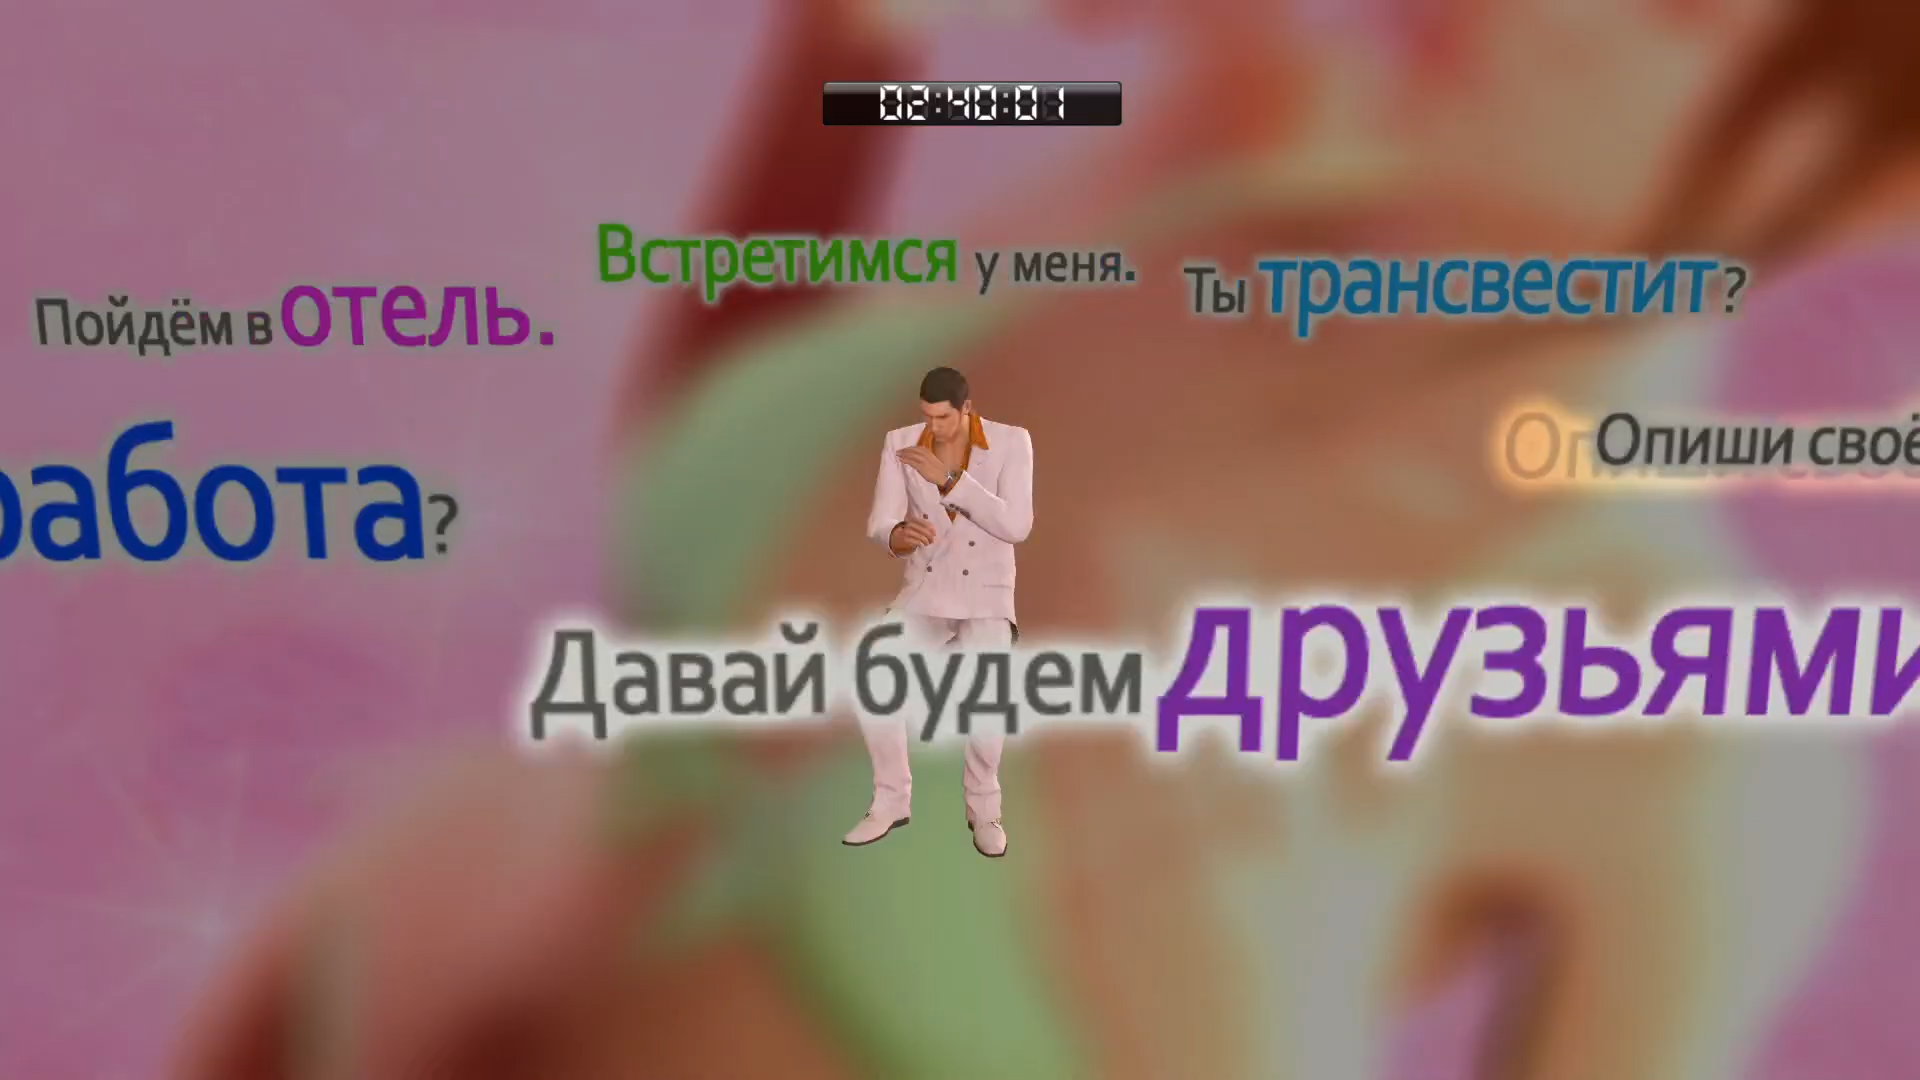 02:40:01
Встретимся у меня.
Пойдём в отель.
Ты трансвестит?
Опиши своё
работа?
Давай будем друзьями